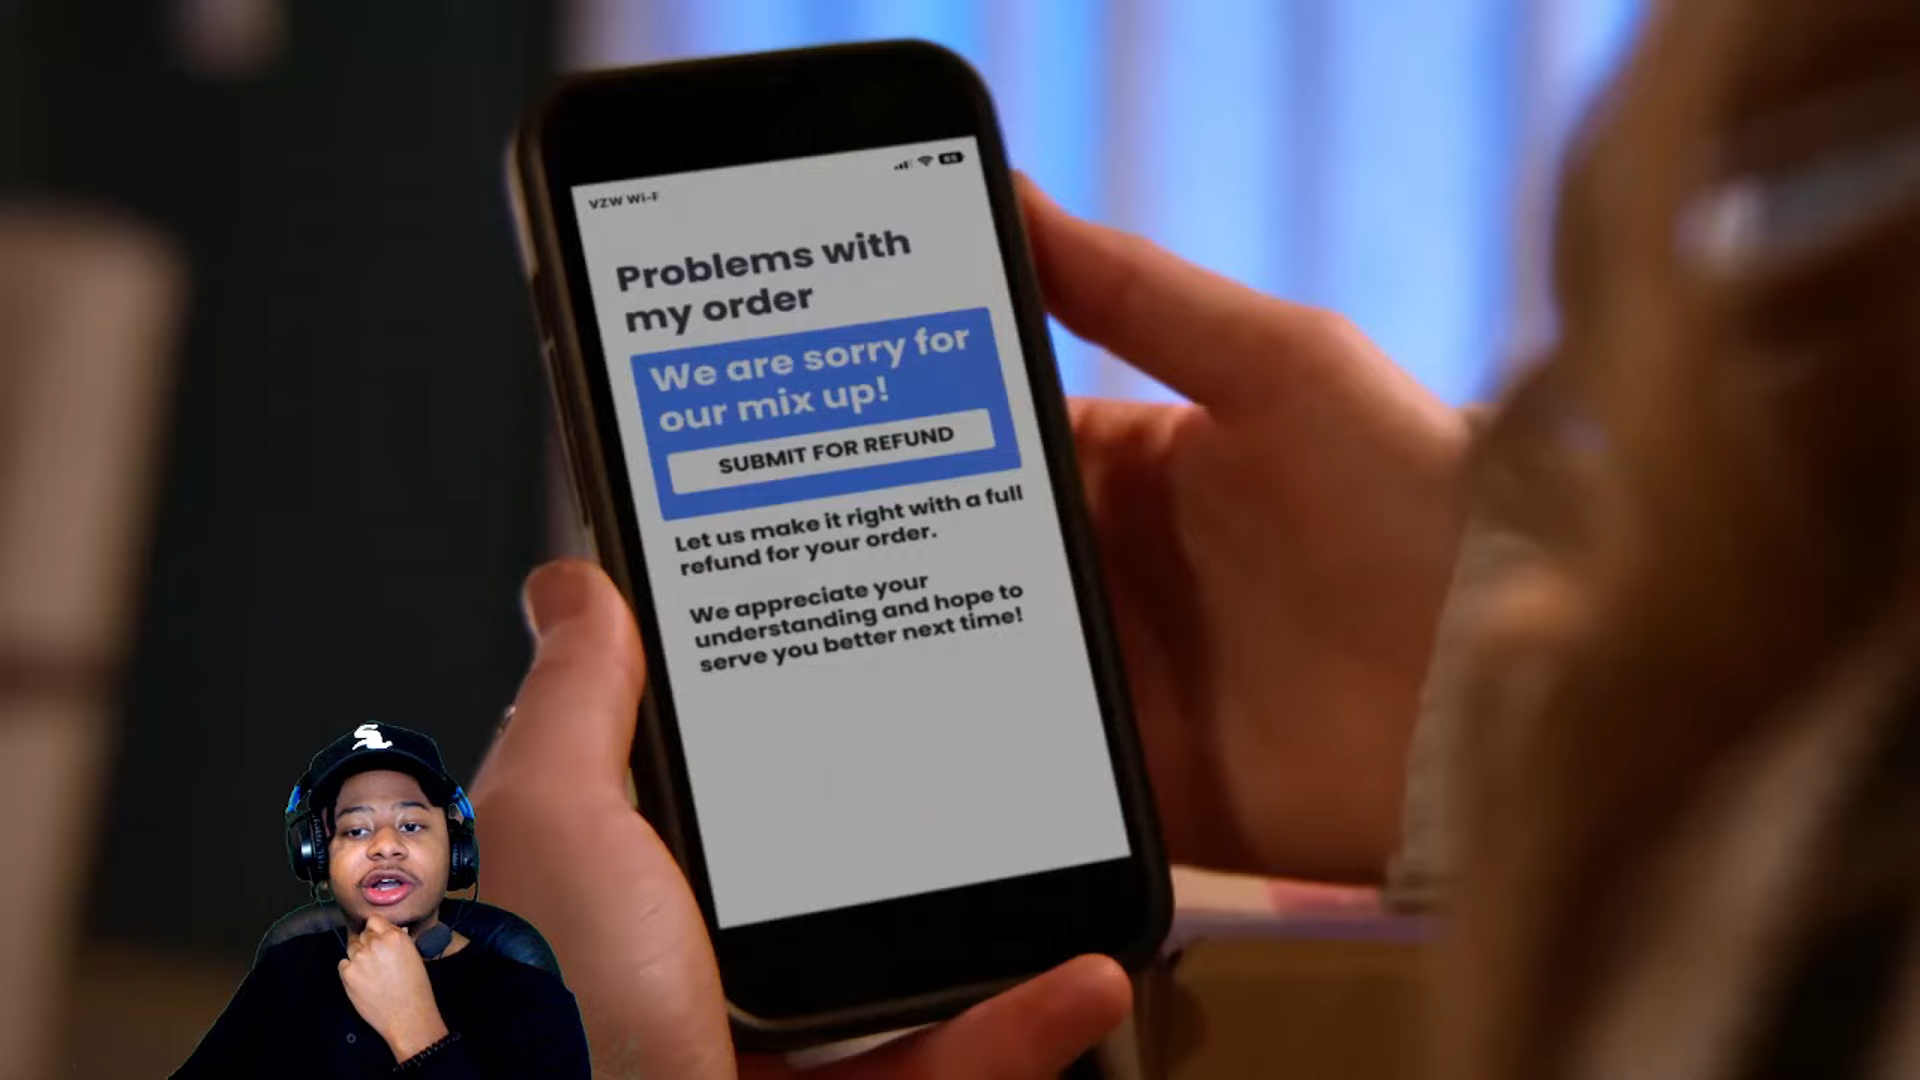 VZW Wi-F
Problems with
my order
We are sorry for
our mix up!
SUBMIT FOR REFUND
Let us make it right with a full
refund for your order.
We appreciate your
understanding and hope to
serve you better next time!